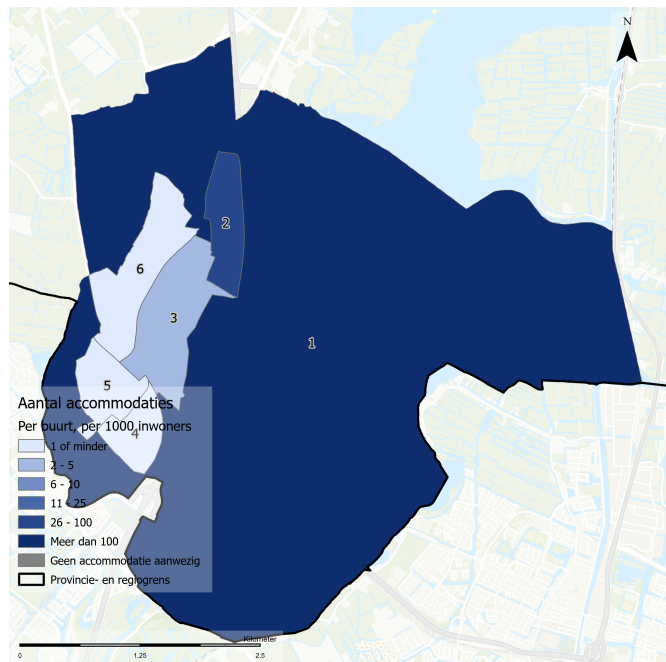 N
2
6
3
1
5
4
Aantal accommodaties
Per buurt, per 1000 inwoners
1 of minder
2 - 5
6 - 10
11 - 25
26 - 100
Meer dan 100
Geen accommodatie aanwezig
Provincie- en regiogrens
Kilometer
0 1.25 2.5